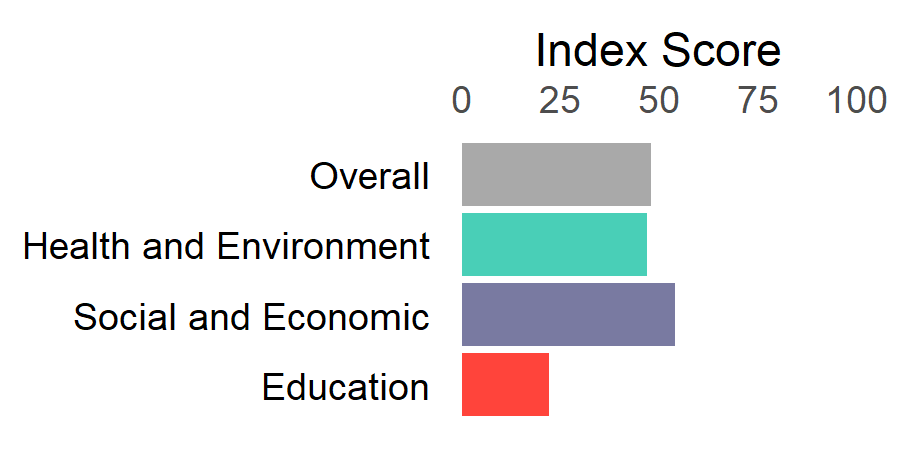 Index Score
0 25 50 75 100
Overall
Health and Environment
Social and Economic
Education